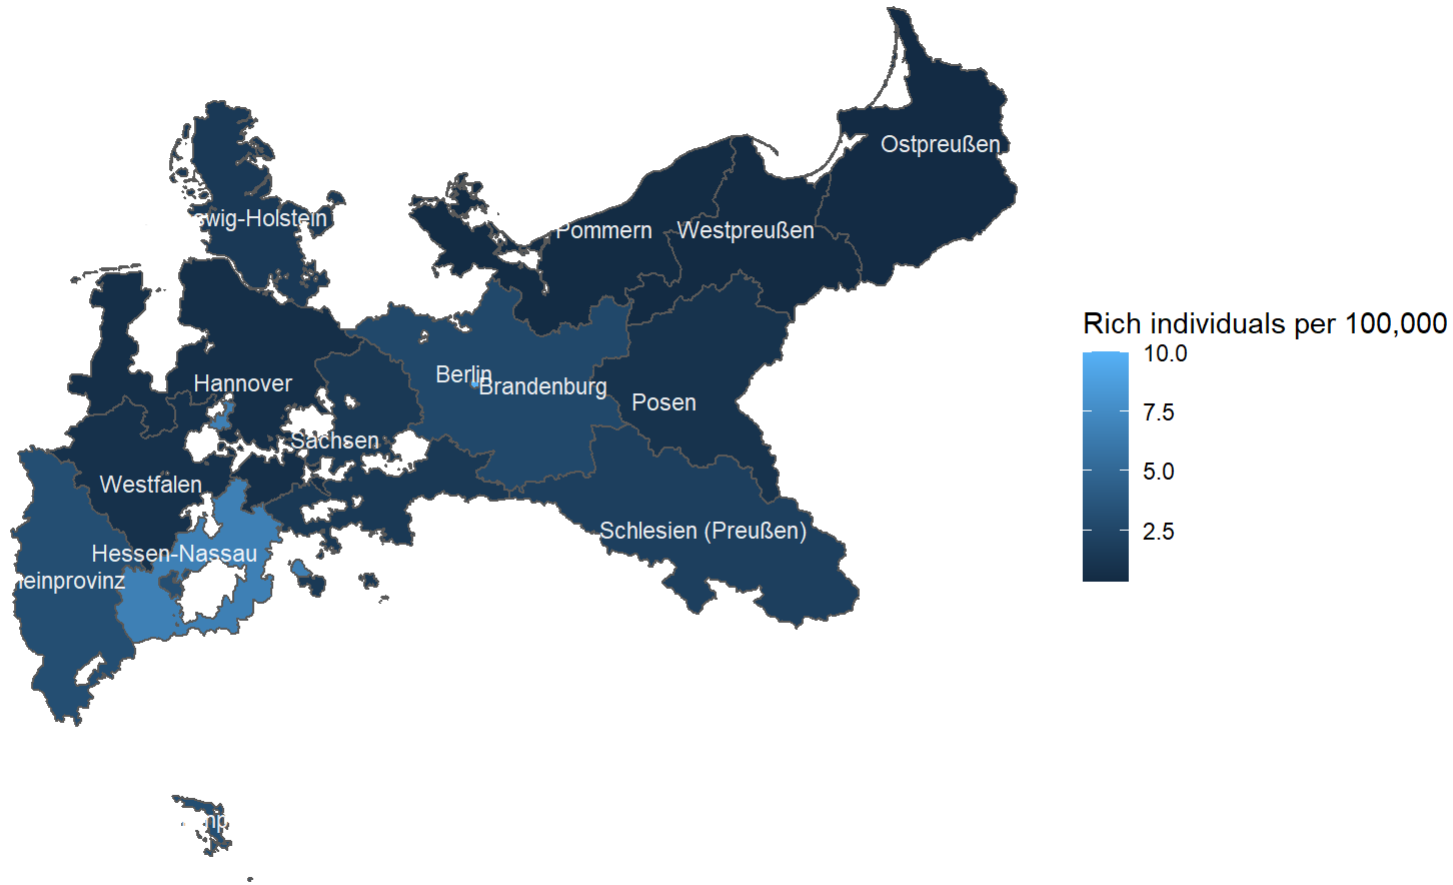 Ostpreußen
swig-Holstein
Pommern
Westpreußen
Rich individuals per 100,000
10.0
7.5
5.0
2.5
Berlin
Hannover
Brandenburg
Posen
Sachsen
Westfalen
Schlesien (Preußen)
Hessen-Nassau
einprovinz
np